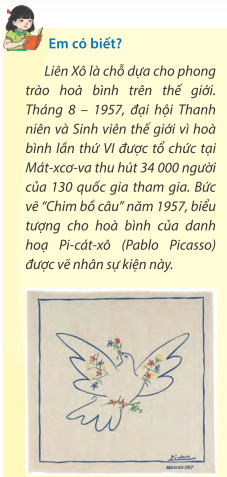 Em có biết?
Liên Xô là chỗ dựa cho phong
trào hoà bình trên thế giới.
Tháng 8 – 1957, đại hội Thanh
niên và Sinh viên thế giới vì hoà
bình lần thứ VI được tổ chức tại
Mát-xcơ-va thu hút 34 000 người
của 130 quốc gia tham gia. Bức
vẽ “Chim bồ câu” năm 1957, biểu
tượng cho hoà bình của danh
hoạ Pi-cát-xô (Pablo Picasso)
được vẽ nhân sự kiện này.
Picasso